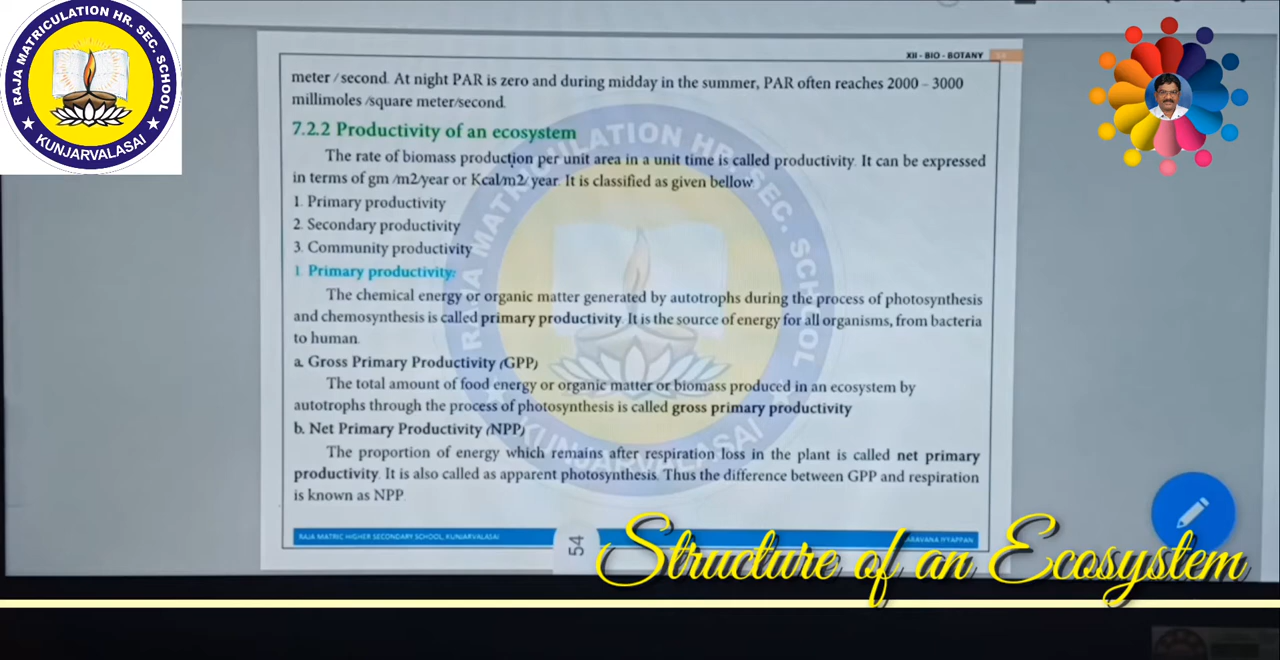 RAJA MATRICULATION HR. SEC. SCHOOL
★ KUNJARVALASAI ★
XII - BIO - BOTANY 54
meter / second. At night PAR is zero and during midday in the summer, PAR often reaches 2000 – 3000
millimoles /square meter/second.
7.2.2 Productivity of an ecosystem
The rate of biomass production per unit area in a unit time is called productivity. It can be expressed
in terms of gm /m2/year or Kcal/m2/ year. It is classified as given bellow
1. Primary productivity
2. Secondary productivity
3. Community productivity
1. Primary productivity:
The chemical energy or organic matter generated by autotrophs during the process of photosynthesis
and chemosynthesis is called primary productivity. It is the source of energy for all organisms, from bacteria
to human.
a. Gross Primary Productivity (GPP)
The total amount of food energy or organic matter or biomass produced in an ecosystem by
autotrophs through the process of photosynthesis is called gross primary productivity
b. Net Primary Productivity (NPP)
The proportion of energy which remains after respiration loss in the plant is called net primary
productivity. It is also called as apparent photosynthesis. Thus the difference between GPP and respiration
is known as NPP.
RAJA MATRIC HIGHER SECONDARY SCHOOL, KUNJARVALASAI
54
RAJA MATRICULATION HR. SEC. SCHOOL
★ KUNJARVALASAI ★
Structure of an Ecosystem